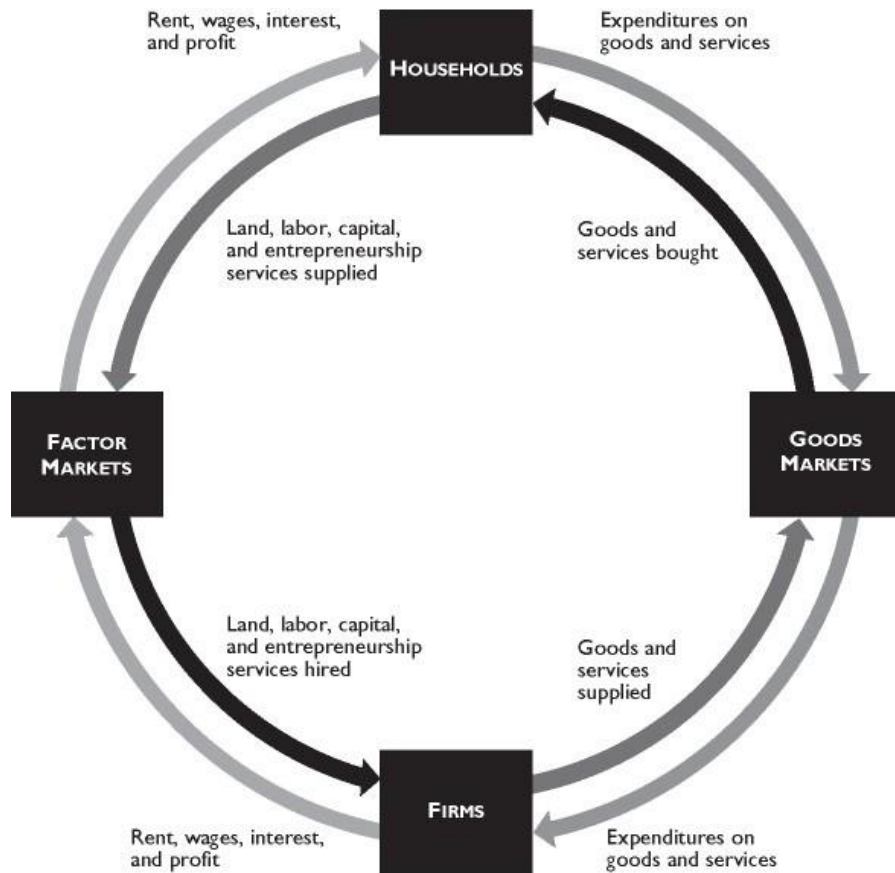 Rent, wages, interest,
and profit
Expenditures on
goods and services
HOUSEHOLDS
Land, labor, capital,
and entrepreneurship
services supplied
Goods and
services bought
FACTOR
MARKETS
GOODS
MARKETS
Land, labor, capital,
and entrepreneurship
services hired
Goods and
services
supplied
FIRMS
Rent, wages, interest,
and profit
Expenditures on
goods and services